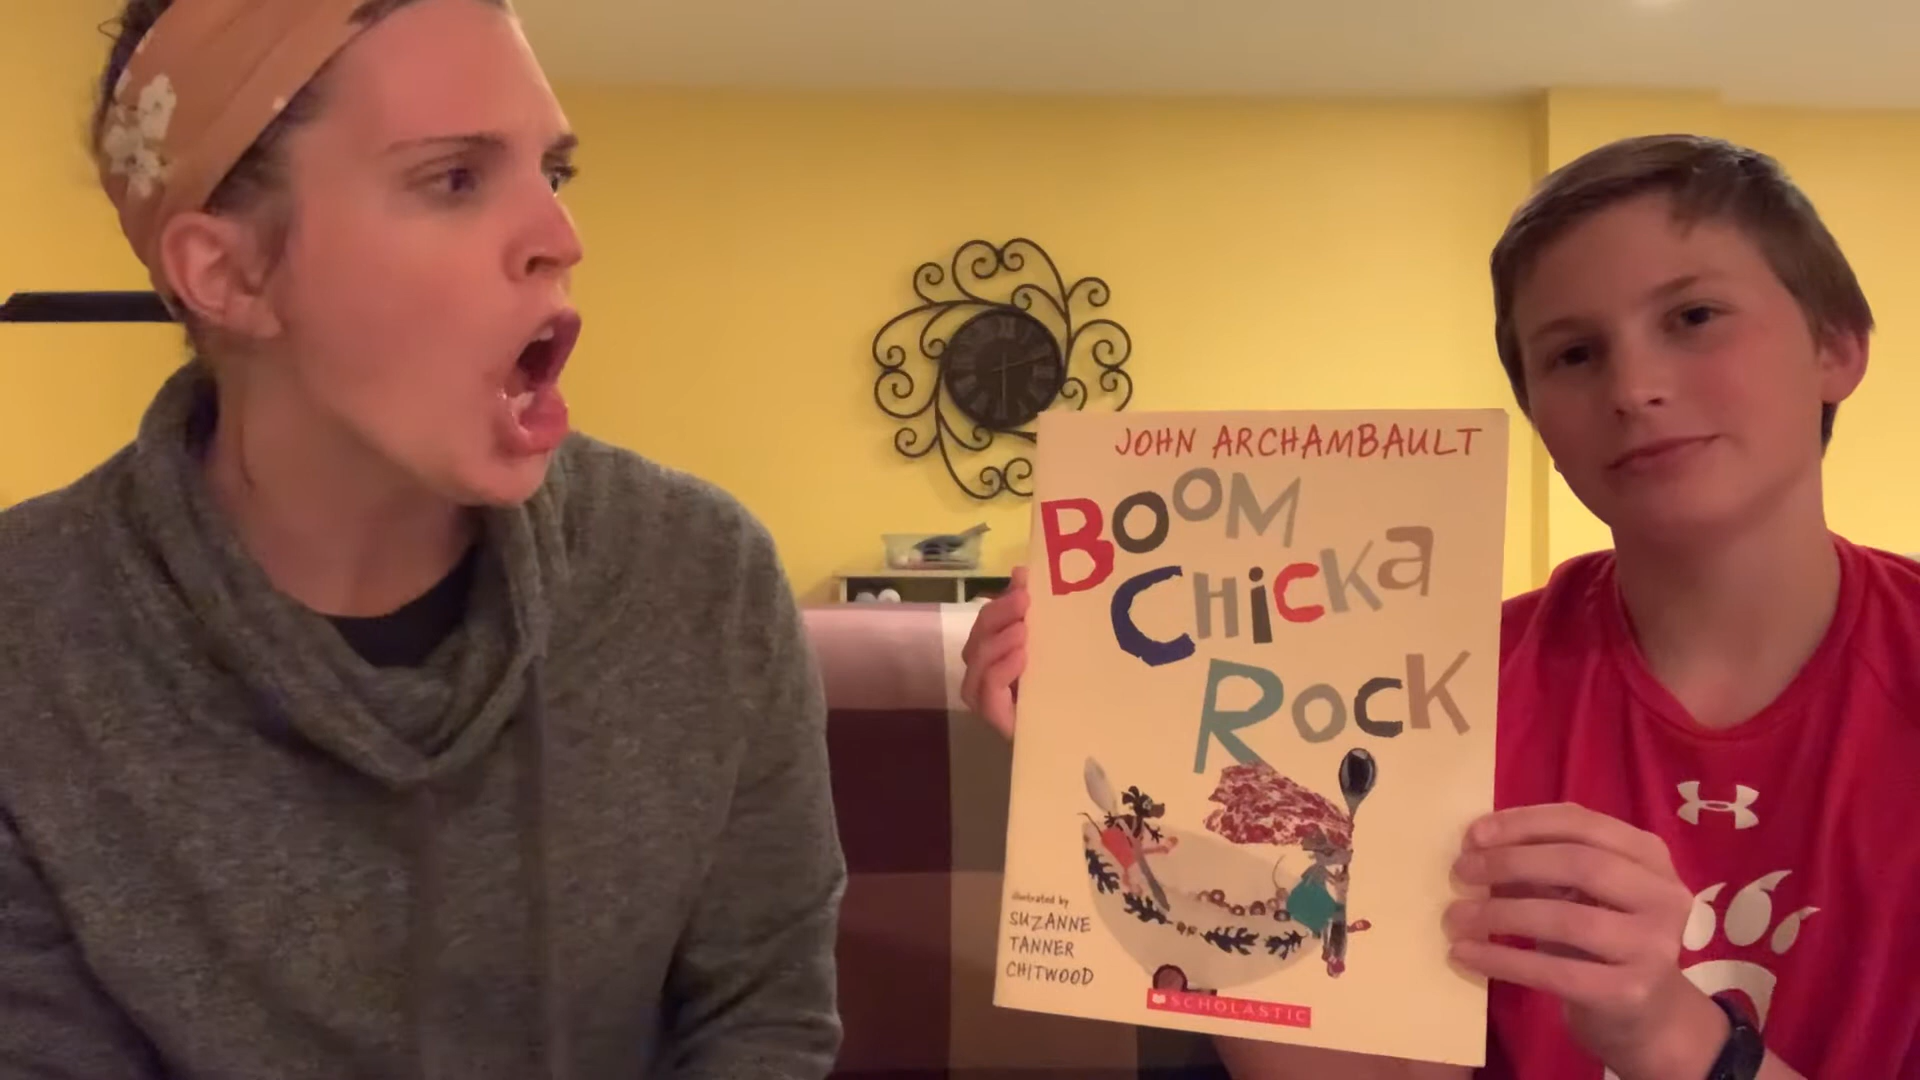 JOHN ARCHAMBAULT
BOOM
CHiCKa
ROCK
illustrated by
SUZANNE
TANNER
CHITWOOD
SCHOLASTIC